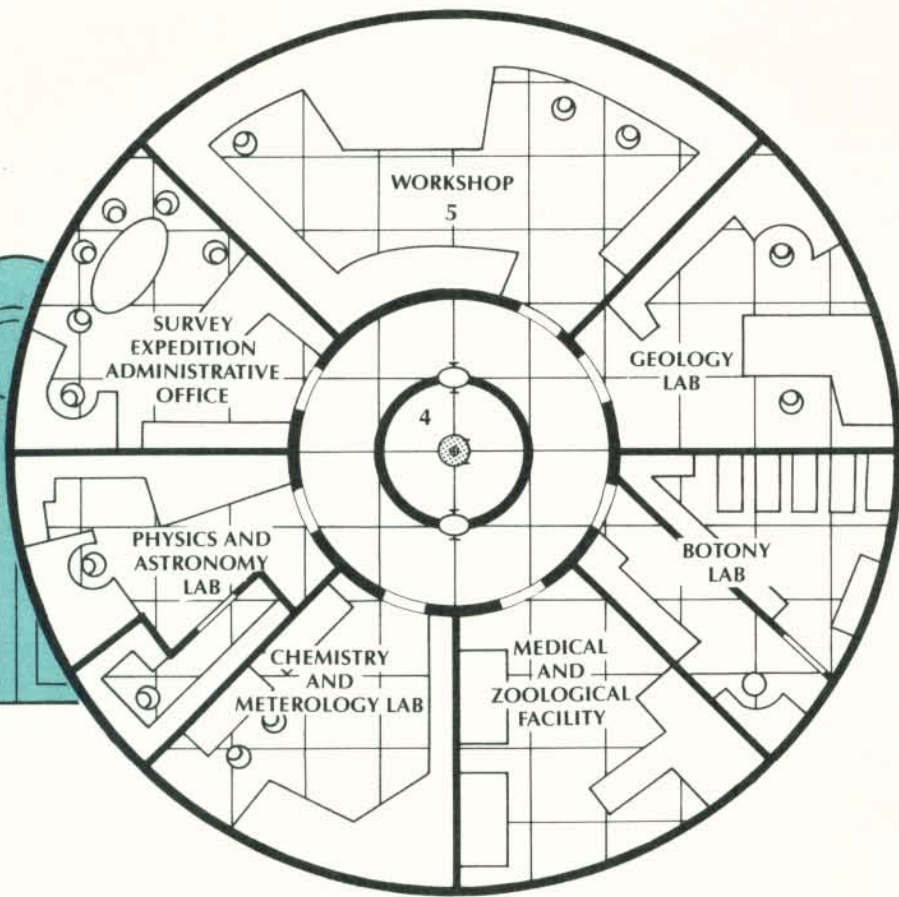 WORKSHOP
5
SURVEY
EXPEDITION
ADMINISTRATIVE
OFFICE
GEOLOGY
LAB
4
PHYSICS AND
ASTRONOMY
LAB
BOTONY
LAB
CHEMISTRY
AND
METEROLOGY LAB
MEDICAL
AND
ZOOLOGICAL
FACILITY